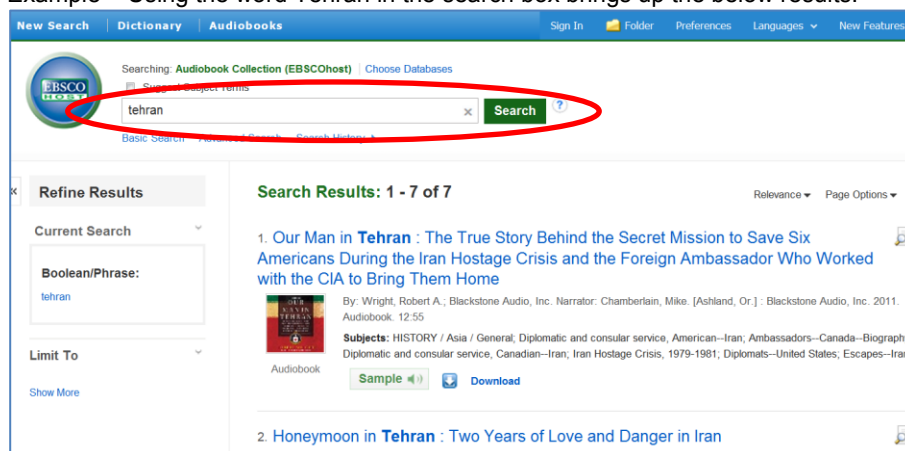 Example – Using the word Tehran in the search box brings up the below results.
New Search Dictionary Audiobooks Sign In Folder Preferences Languages New Features
Searching: Audiobook Collection (EBSCOhost) Choose Databases
Suggest Subject Terms
EBSCO
HOST
tehran × Search ?
Basic Search Advanced Search Search History
« Refine Results
Search Results: 1 - 7 of 7
Relevance Page Options
Current Search
Boolean/Phrase:
tehran
Limit To
Show More
1. Our Man in Tehran : The True Story Behind the Secret Mission to Save Six
Americans During the Iran Hostage Crisis and the Foreign Ambassador Who Worked
with the CIA to Bring Them Home
By: Wright, Robert A.; Blackstone Audio, Inc. Narrator: Chamberlain, Mike. [Ashland, Or.] : Blackstone Audio, Inc. 2011.
Audiobook. 12:55
Subjects: HISTORY / Asia / General; Diplomatic and consular service, American--Iran; Ambassadors--Canada--Biograph
Diplomatic and consular service, Canadian--Iran; Iran Hostage Crisis, 1979-1981; Diplomats--United States; Escapes--Ira
OUR
MAN IN
TEHRAN
Audiobook
Sample Download
2. Honeymoon in Tehran : Two Years of Love and Danger in Iran